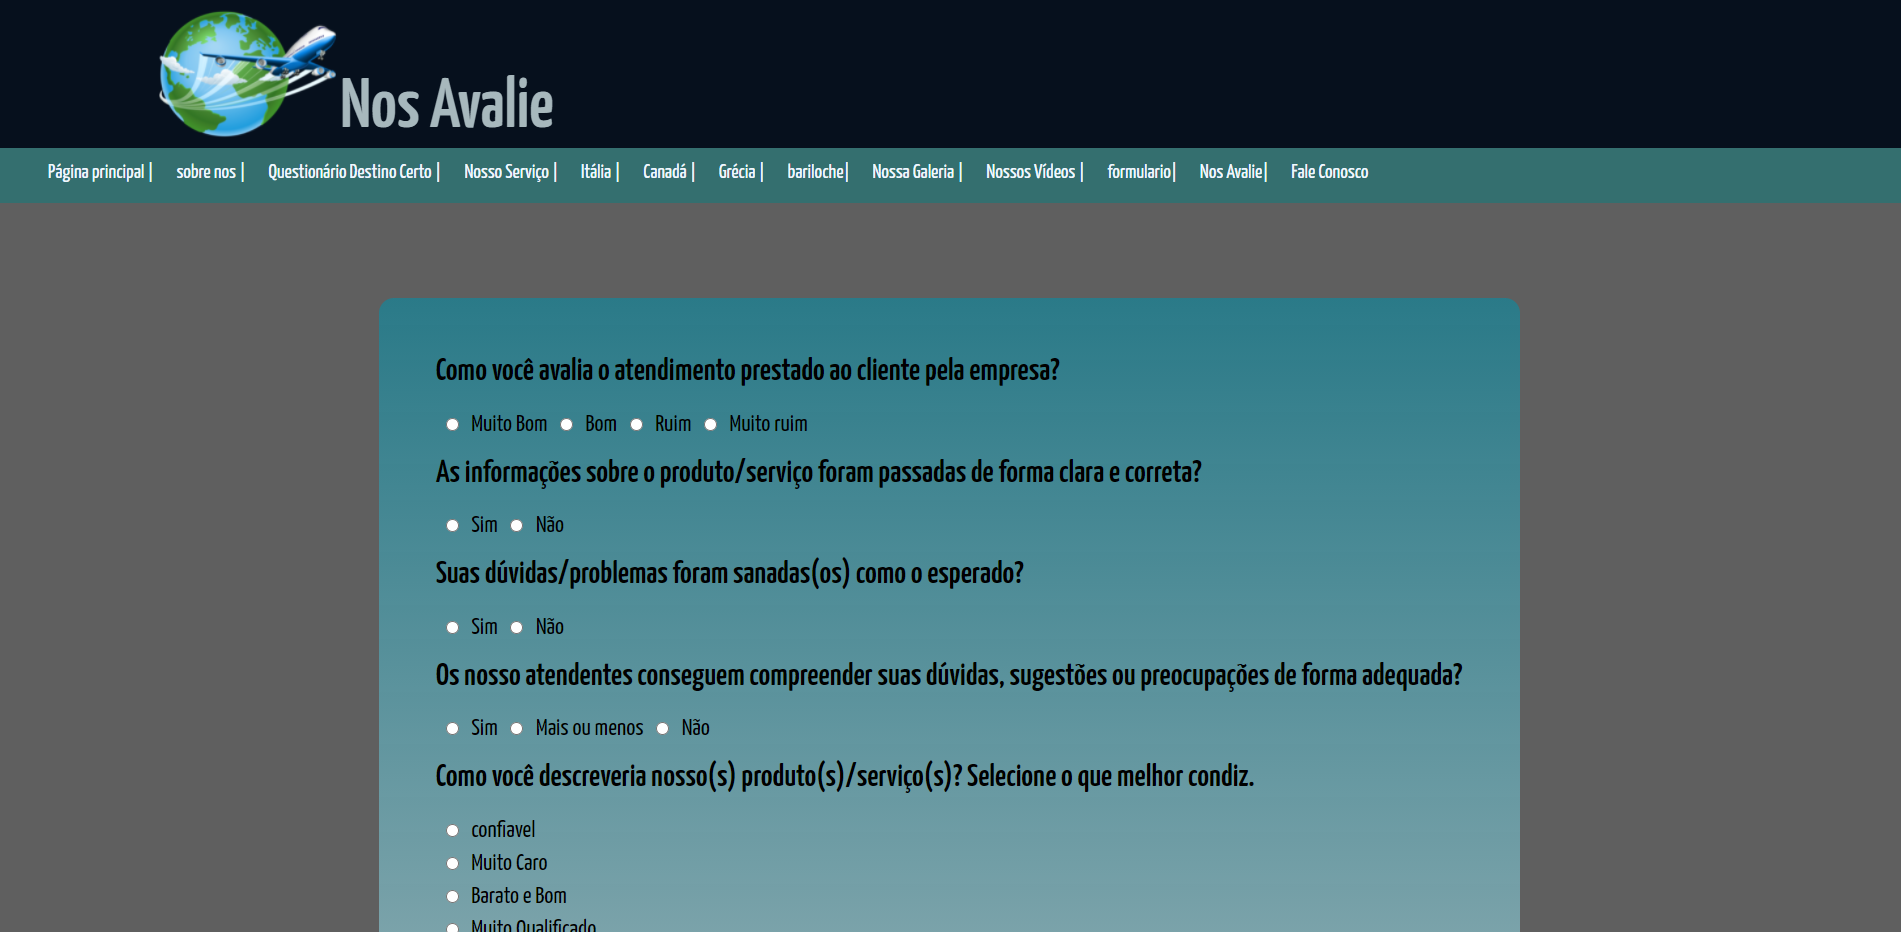 Nos Avalie
Página principal | sobre nos | Questionário Destino Certo | Nosso Serviço | Itália | Canadá | Grécia | bariloche| Nossa Galeria | Nossos Vídeos | formulario| Nos Avalie| Fale Conosco
Como você avalia o atendimento prestado ao cliente pela empresa?
Muito Bom Bom Ruim Muito ruim
As informações sobre o produto/serviço foram passadas de forma clara e correta?
Sim Não
Suas dúvidas/problemas foram sanadas(os) como o esperado?
Sim Não
Os nosso atendentes conseguem compreender suas dúvidas, sugestões ou preocupações de forma adequada?
Sim Mais ou menos Não
Como você descreveria nosso(s) produto(s)/serviço(s)? Selecione o que melhor condiz.
confiavel
Muito Caro
Barato e Bom
Muito Qualificado